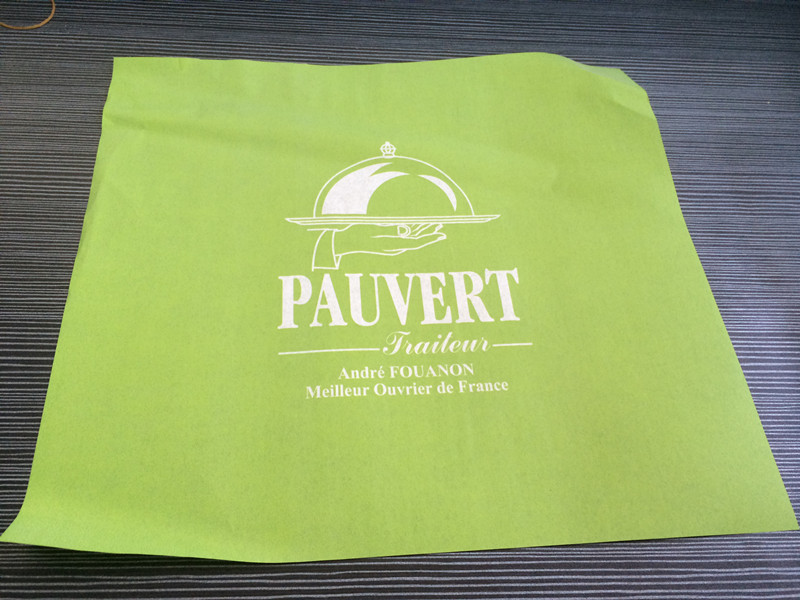 PAUVERT
Traiteur
André FOUANON
Meilleur Ouvrier de France